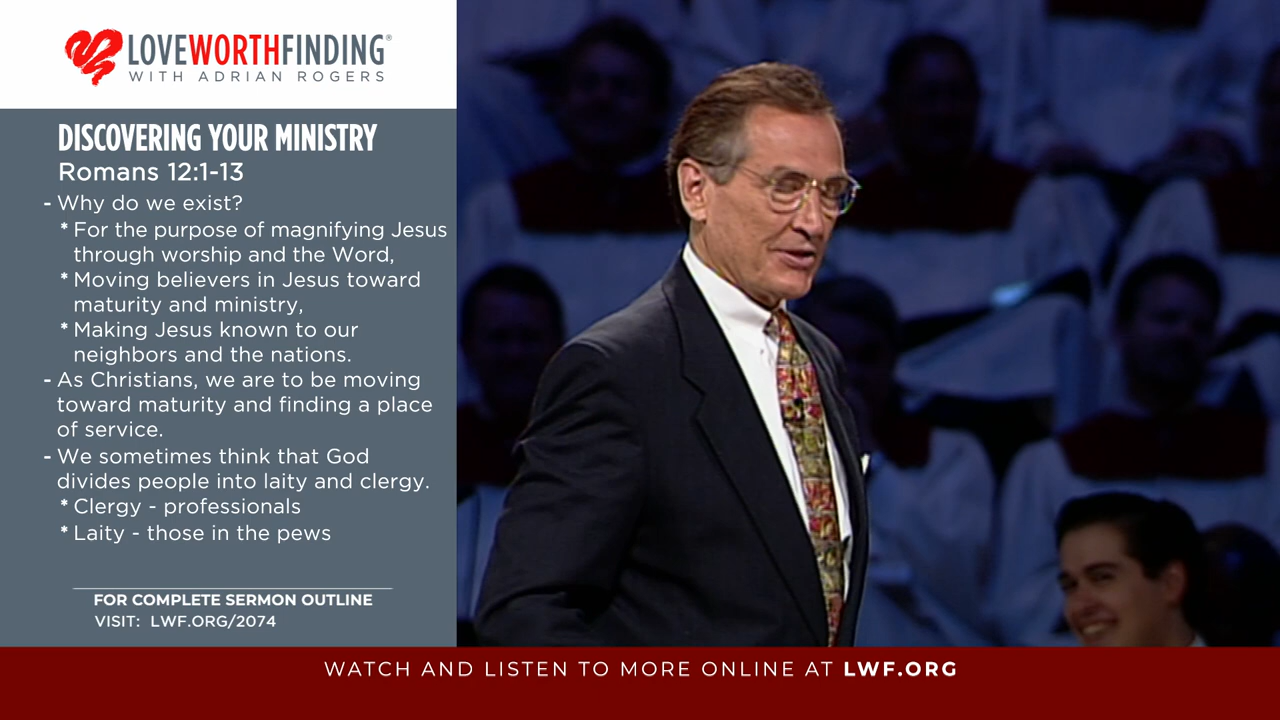 LOVEWORTHFINDING®
WITH ADRIAN ROGERS
DISCOVERING YOUR MINISTRY
Romans 12:1-13
- Why do we exist?
* For the purpose of magnifying Jesus
through worship and the Word,
* Moving believers in Jesus toward
maturity and ministry,
* Making Jesus known to our
neighbors and the nations.
- As Christians, we are to be moving
toward maturity and finding a place
of service.
- We sometimes think that God
divides people into laity and clergy.
* Clergy - professionals
* Laity - those in the pews
FOR COMPLETE SERMON OUTLINE
VISIT: LWF.ORG/2074
WATCH AND LISTEN TO MORE ONLINE AT LWF.ORG